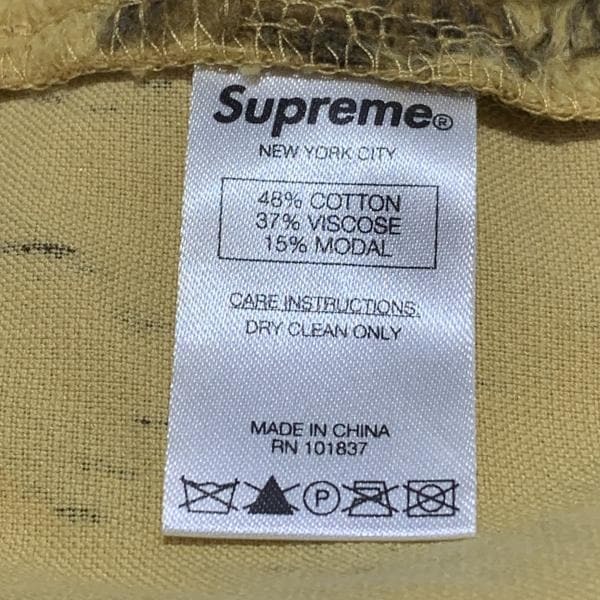 Supreme®
NEW YORK CITY
48% COTTON
37% VISCOSE
15% MODAL
CARE INSTRUCTIONS:
DRY CLEAN ONLY
MADE IN CHINA
RN 101837
P